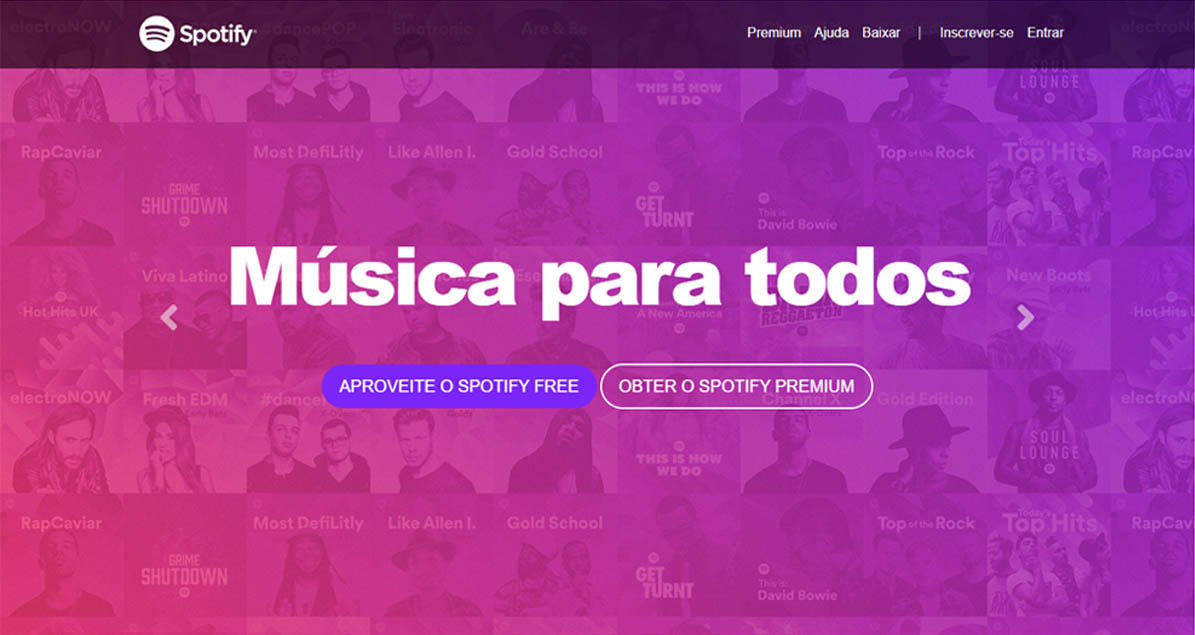 Spotify®
Premium Ajuda Baixar | Inscrever-se Entrar
electroNOW #dancePOP Electronic Are & Be
THIS IS HOW
WE DO
SOUL
LOUNGE
RapCaviar
GRIME
SHUTDOWN
Most DefiLitly
Like Allen I.
Gold School
GET
TURNT
This is:
David Bowie
Top of the Rock
Today's
Top Hits
RapCavi
Música para todos
Viva Latino
Hot Hits UK
A New America
REGGAETON
New Boots
Hot Hits U
APROVEITE O SPOTIFY FREE
OBTER O SPOTIFY PREMIUM
electroNOW
Fresh EDM
#danceP
THIS IS HOW
WE DO
Channel X
Gold Edition
SOUL
LOUNGE
electroNO
RapCaviar
GRIME
SHUTDOWN
Most DefiLitly
Like Allen I.
Gold School
GET
TURNT
This is:
David Bowie
Top of the Rock
Today's
Top Hits
RapCavi